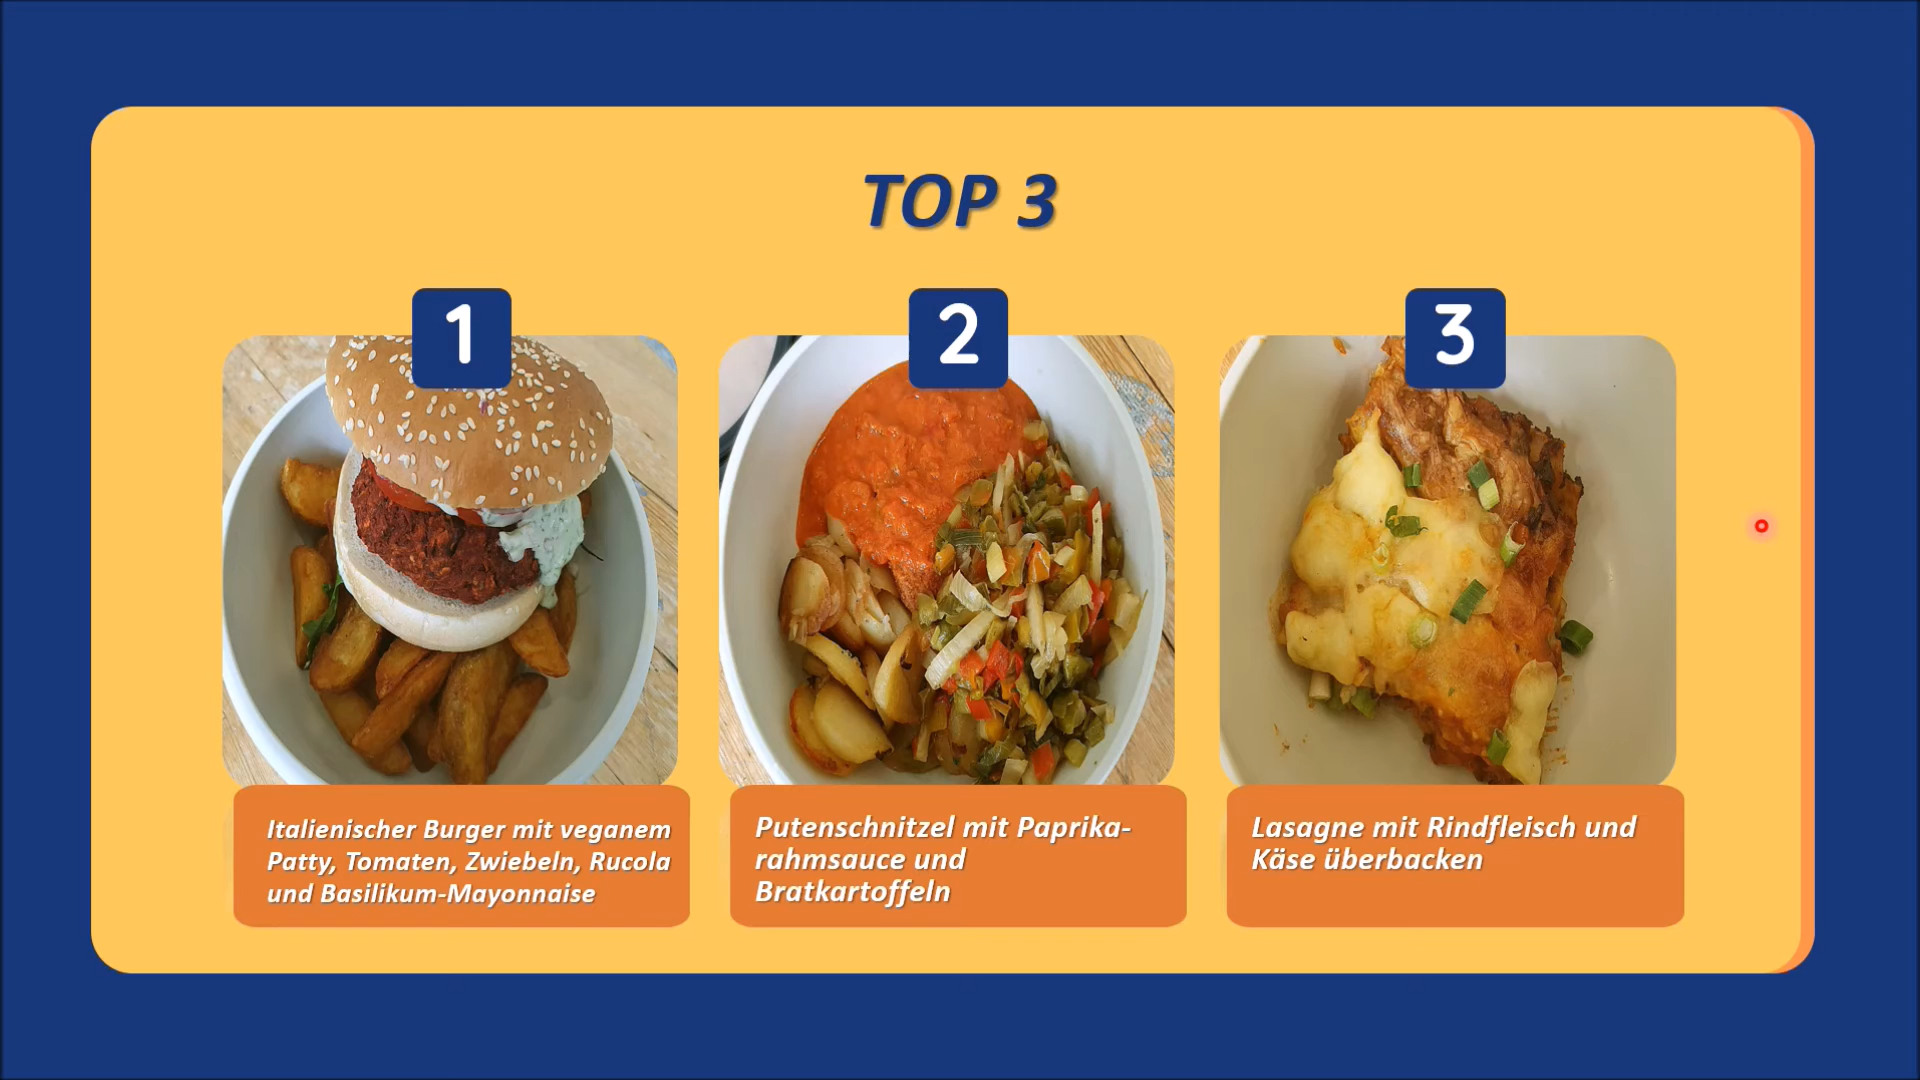 TOP 3
1
Italienischer Burger mit veganem
Patty, Tomaten, Zwiebeln, Rucola
und Basilikum-Mayonnaise
2
Putenschnitzel mit Paprika-
rahmsauce und
Bratkartoffeln
3
Lasagne mit Rindfleisch und
Käse überbacken